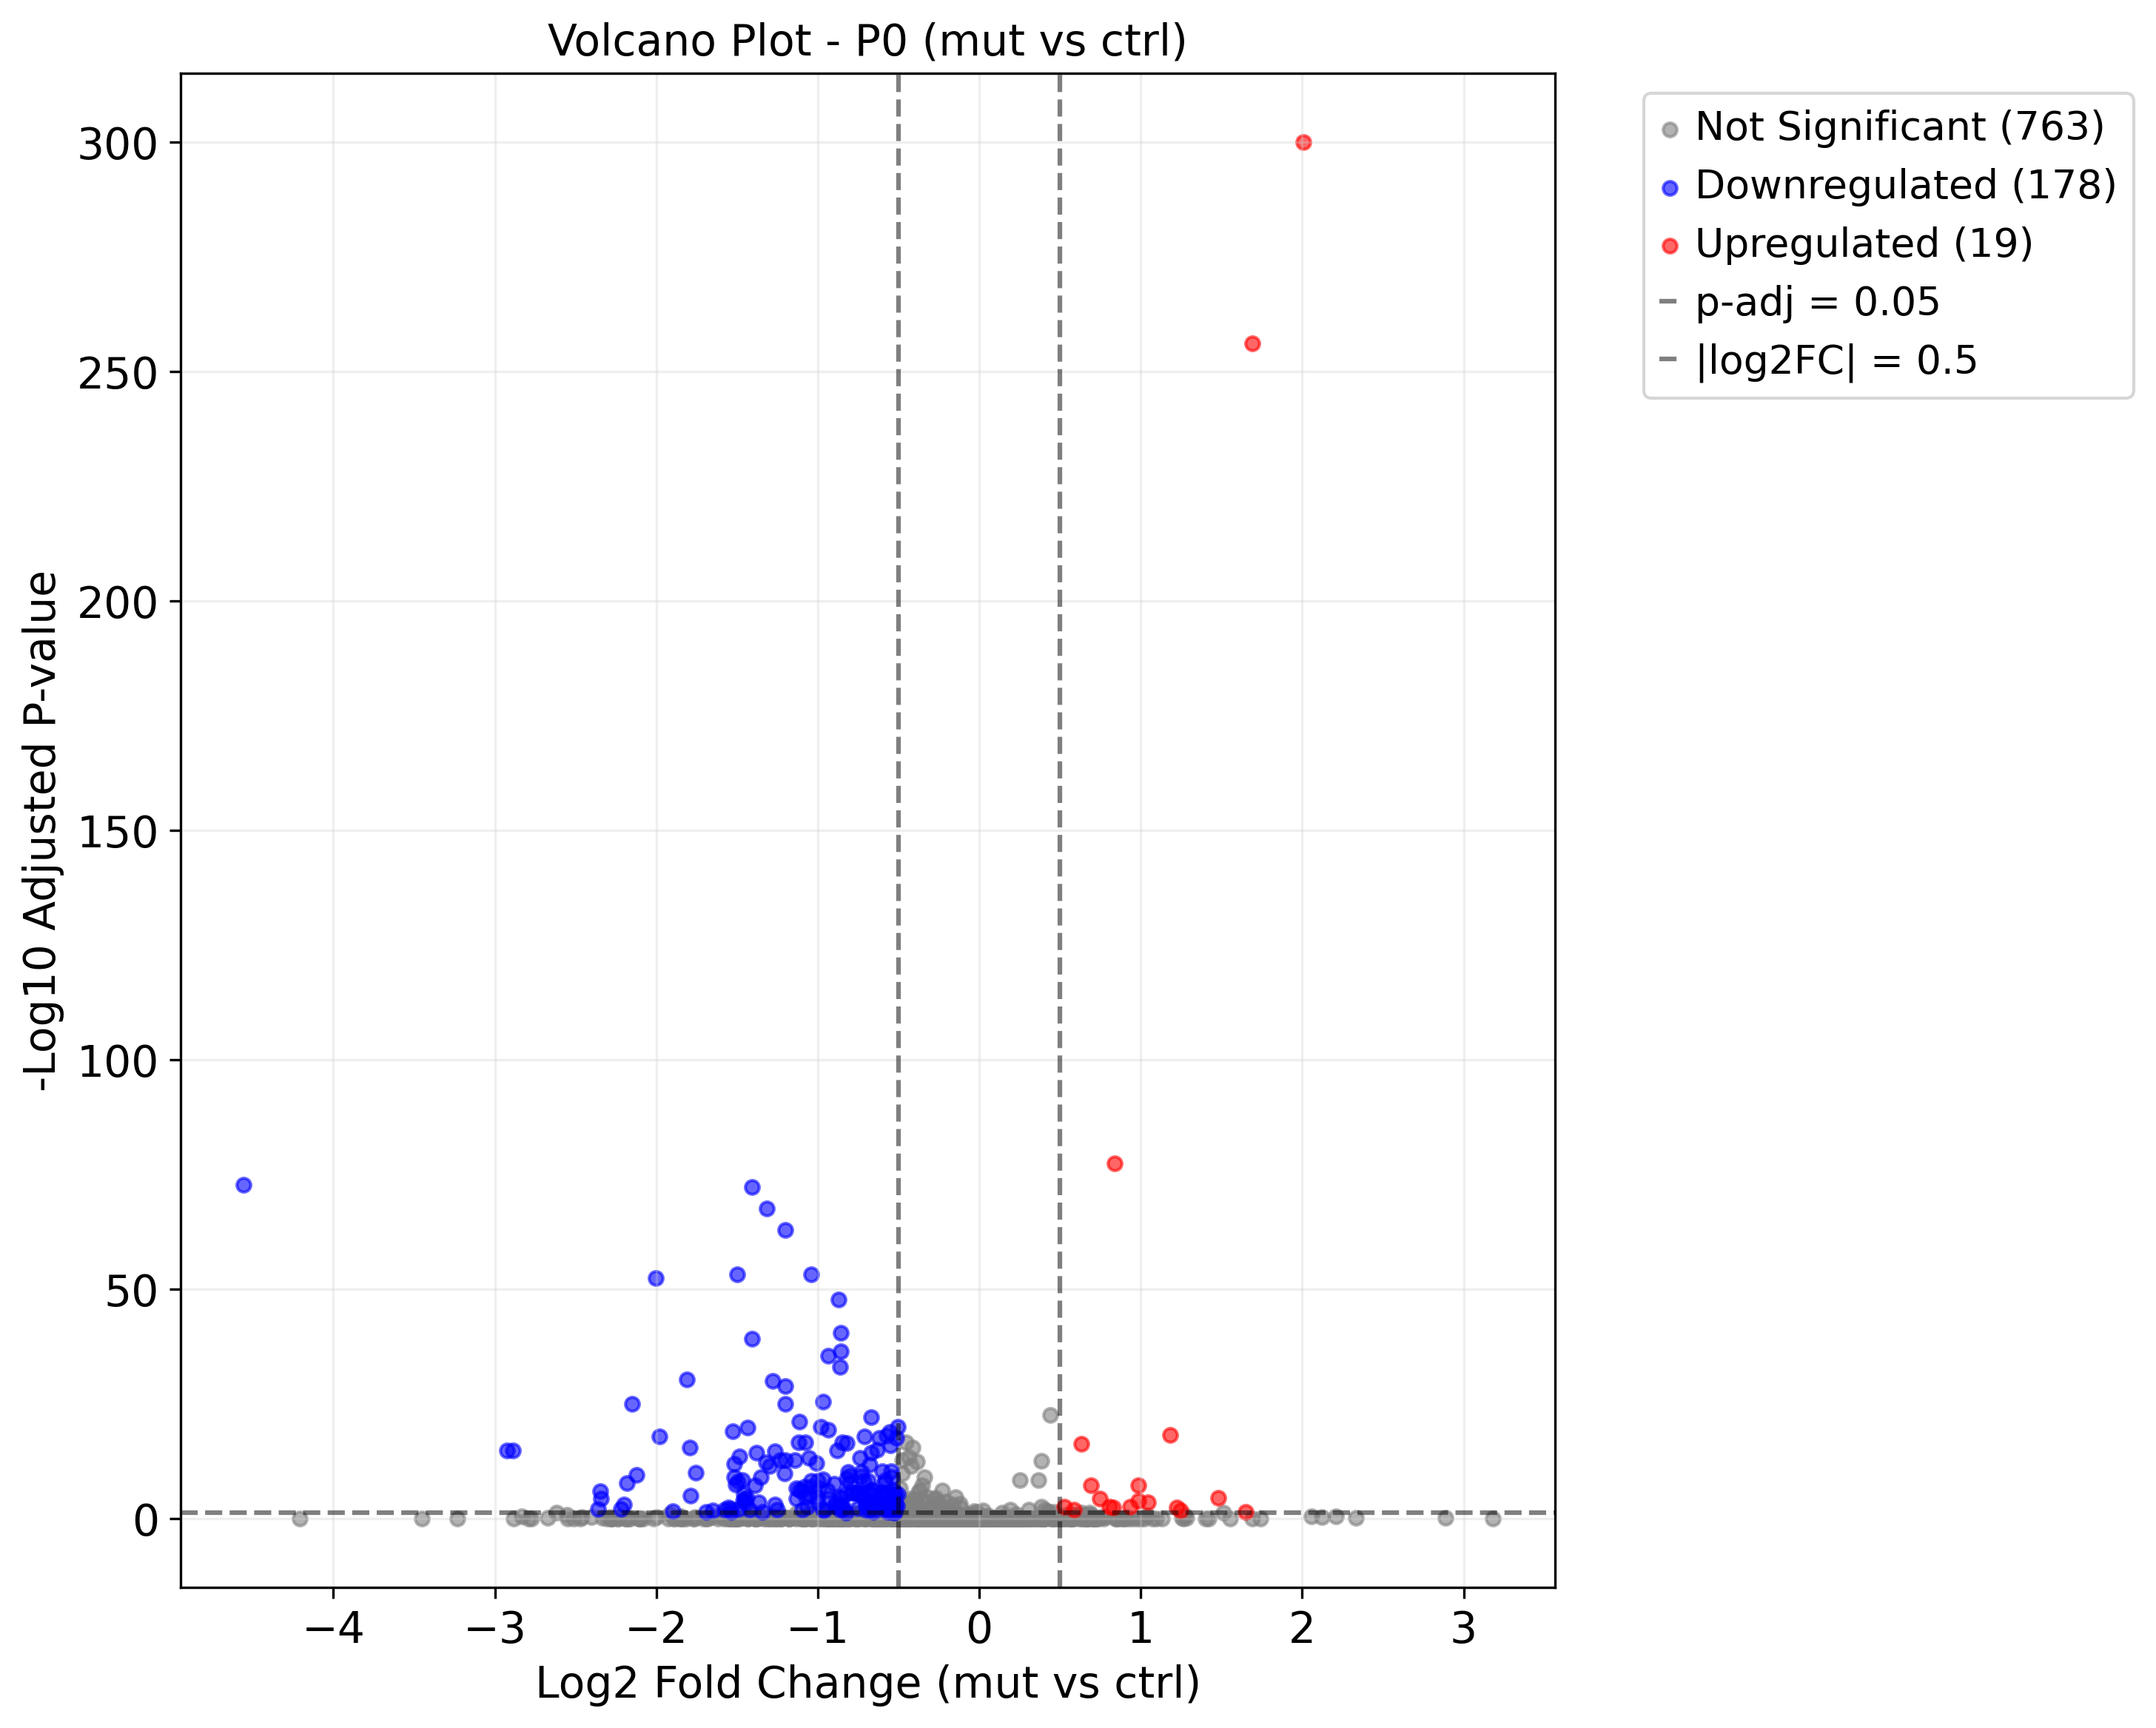 Volcano Plot - P0 (mut vs ctrl)
Not Significant (763)
Downregulated (178)
Upregulated (19)
p-adj = 0.05
|log2FC| = 0.5
-Log10 Adjusted P-value
300
250
200
150
100
50
0
−4 −3 −2 −1 0 1 2 3
Log2 Fold Change (mut vs ctrl)